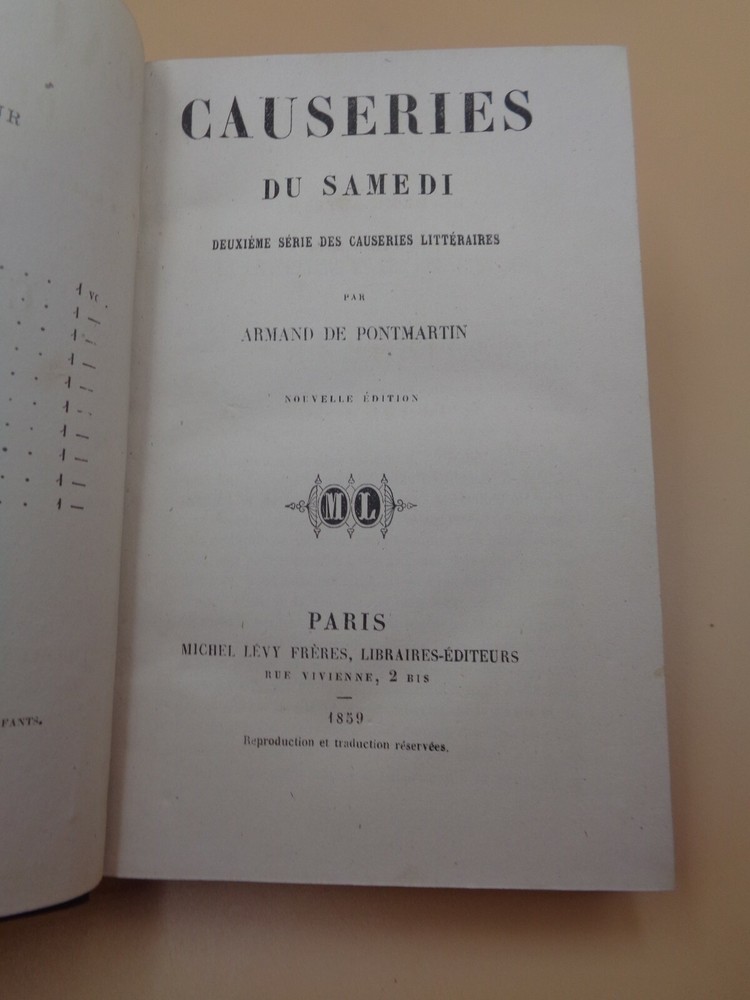 CAUSERIES
DU SAMEDI
DEUXIÈME SÉRIE DES CAUSERIES LITTÉRAIRES
PAR
ARMAND DE PONTMARTIN
NOUVELLE ÉDITION
ML
PARIS
MICHEL LÉVY FRÈRES, LIBRAIRES-ÉDITEURS
RUE VIVIENNE, 2 BIS
—
1859
Reproduction et traduction réservées.